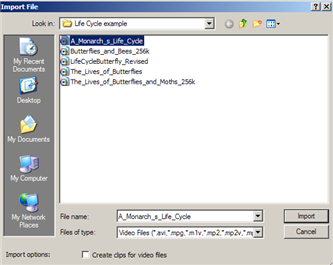 Import File
Look in: Life Cycle example
A_Monarch_s_Life_Cycle
Butterflies_and_Bees_256k
LifeCycleButterfly_Revised
The_Lives_of_Butterflies
The_Lives_of_Butterflies_and_Moths_256k
My Recent
Documents
Desktop
My Documents
My Computer
My Network
Places
File name: A_Monarch_s_Life_Cycle Import
Files of type: Video Files (*.avi,*.mpg,*.m1v,*.mp2,*.mp2v,*.mp Cancel
Import options: Create clips for video files